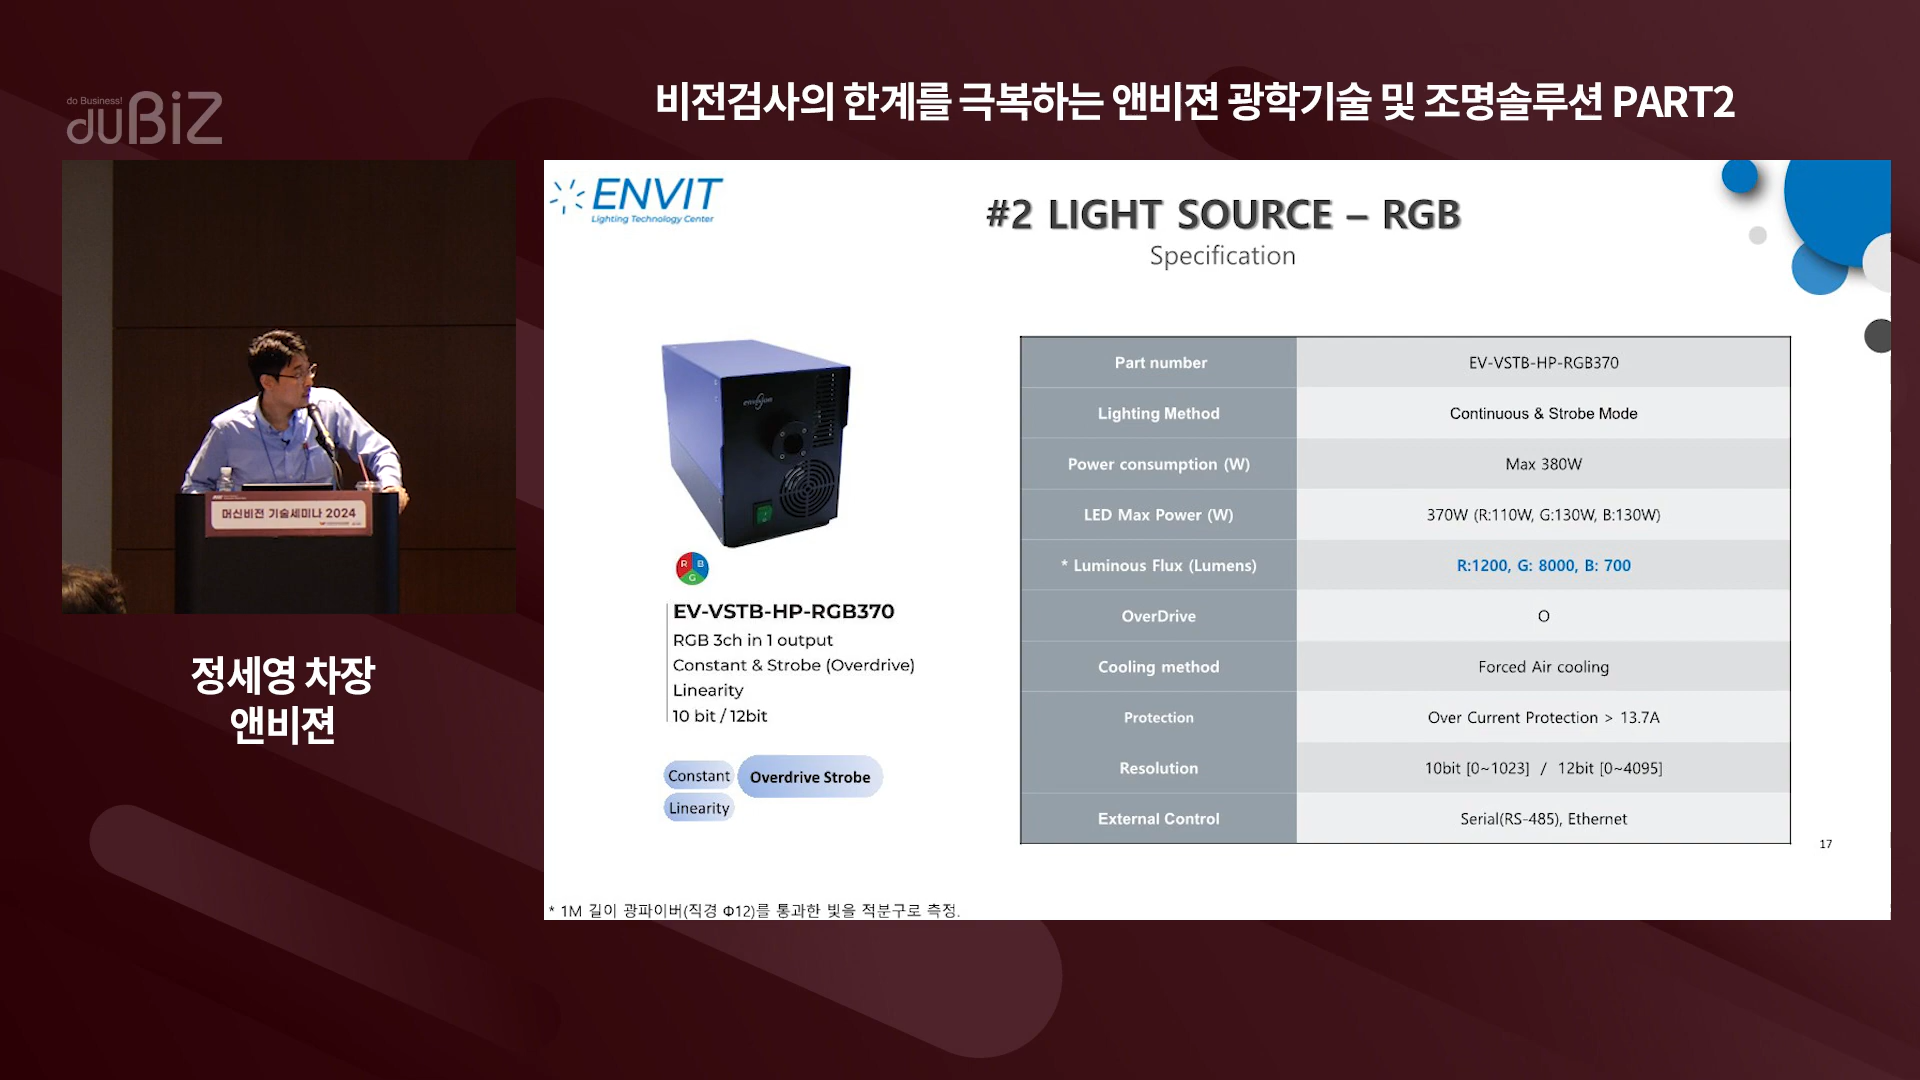 do Business!
duBiZ
비전검사의 한계를 극복하는 앤비젼 광학기술 및 조명솔루션 PART2
머신비전 기술세미나 2024
정세영 차장
앤비젼
ENVIT
Lighting Technology Center
#2 LIGHT SOURCE – RGB
Specification
envision
R B
G
EV-VSTB-HP-RGB370
RGB 3ch in 1 output
Constant & Strobe (Overdrive)
Linearity
10 bit / 12bit
Constant Overdrive Strobe
Linearity
Part number EV-VSTB-HP-RGB370
Lighting Method Continuous & Strobe Mode
Power consumption (W) Max 380W
LED Max Power (W) 370W (R:110W, G:130W, B:130W)
* Luminous Flux (Lumens) R:1200, G: 8000, B: 700
OverDrive O
Cooling method Forced Air cooling
Protection Over Current Protection > 13.7A
Resolution 10bit [0~1023] / 12bit [0~4095]
External Control Serial(RS-485), Ethernet
17
* 1M 길이 광파이버(직경 Φ12)를 통과한 빛을 적분구로 측정.